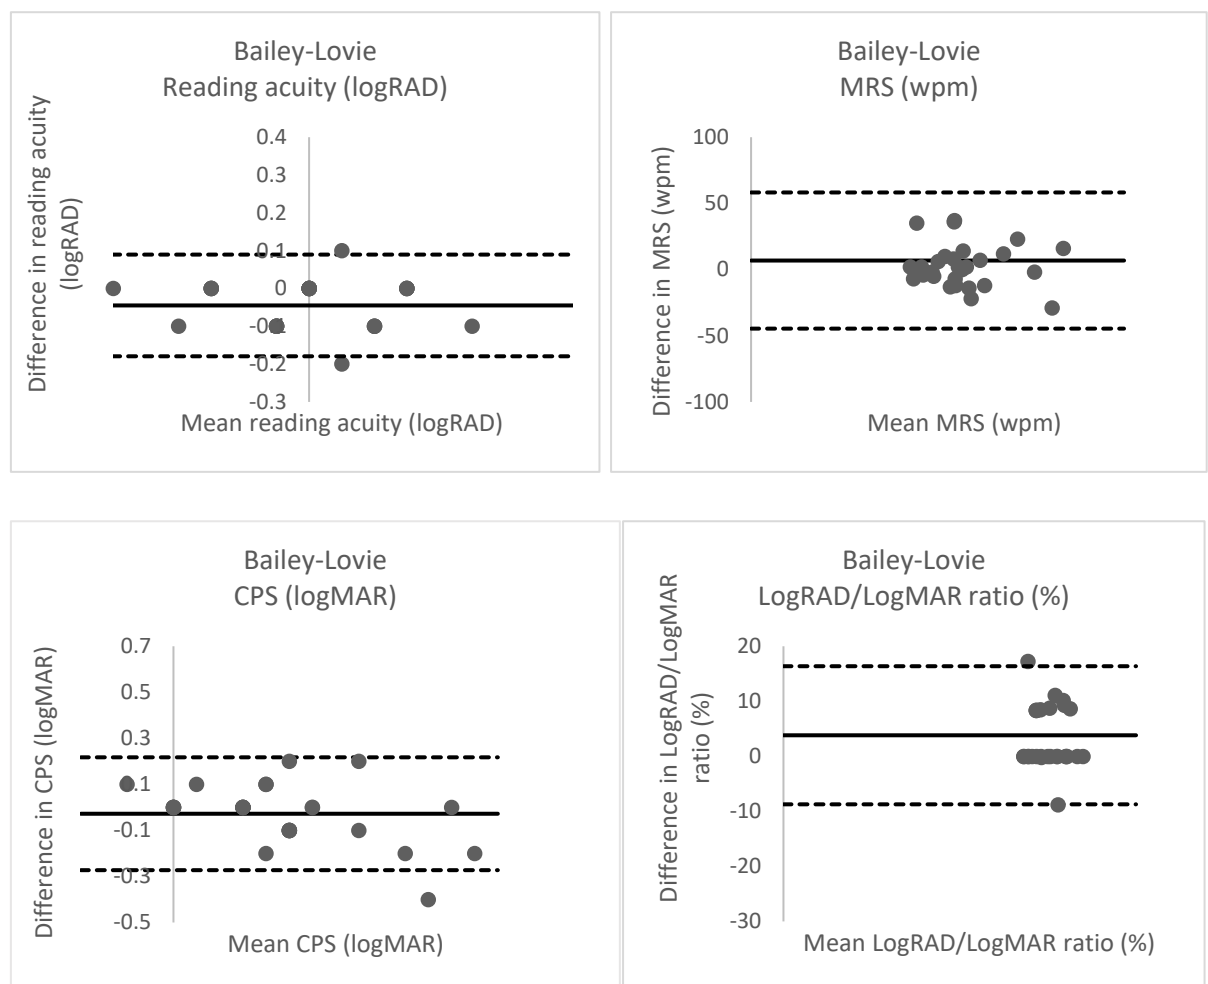 Bailey-Lovie
Reading acuity (logRAD)
Difference in reading acuity
(logRAD)
0.4
0.3
0.2
0.1
0
-0.1
-0.2
-0.3
Mean reading acuity (logRAD)
Bailey-Lovie
MRS (wpm)
Difference in MRS (wpm)
100
50
0
-50
-100
Mean MRS (wpm)
Bailey-Lovie
CPS (logMAR)
Difference in CPS (logMAR)
0.7
0.5
0.3
0.1
-0.1
-0.3
-0.5
Mean CPS (logMAR)
Bailey-Lovie
LogRAD/LogMAR ratio (%)
Difference in LogRAD/LogMAR
ratio (%)
20
10
0
-10
-20
-30
Mean LogRAD/LogMAR ratio (%)